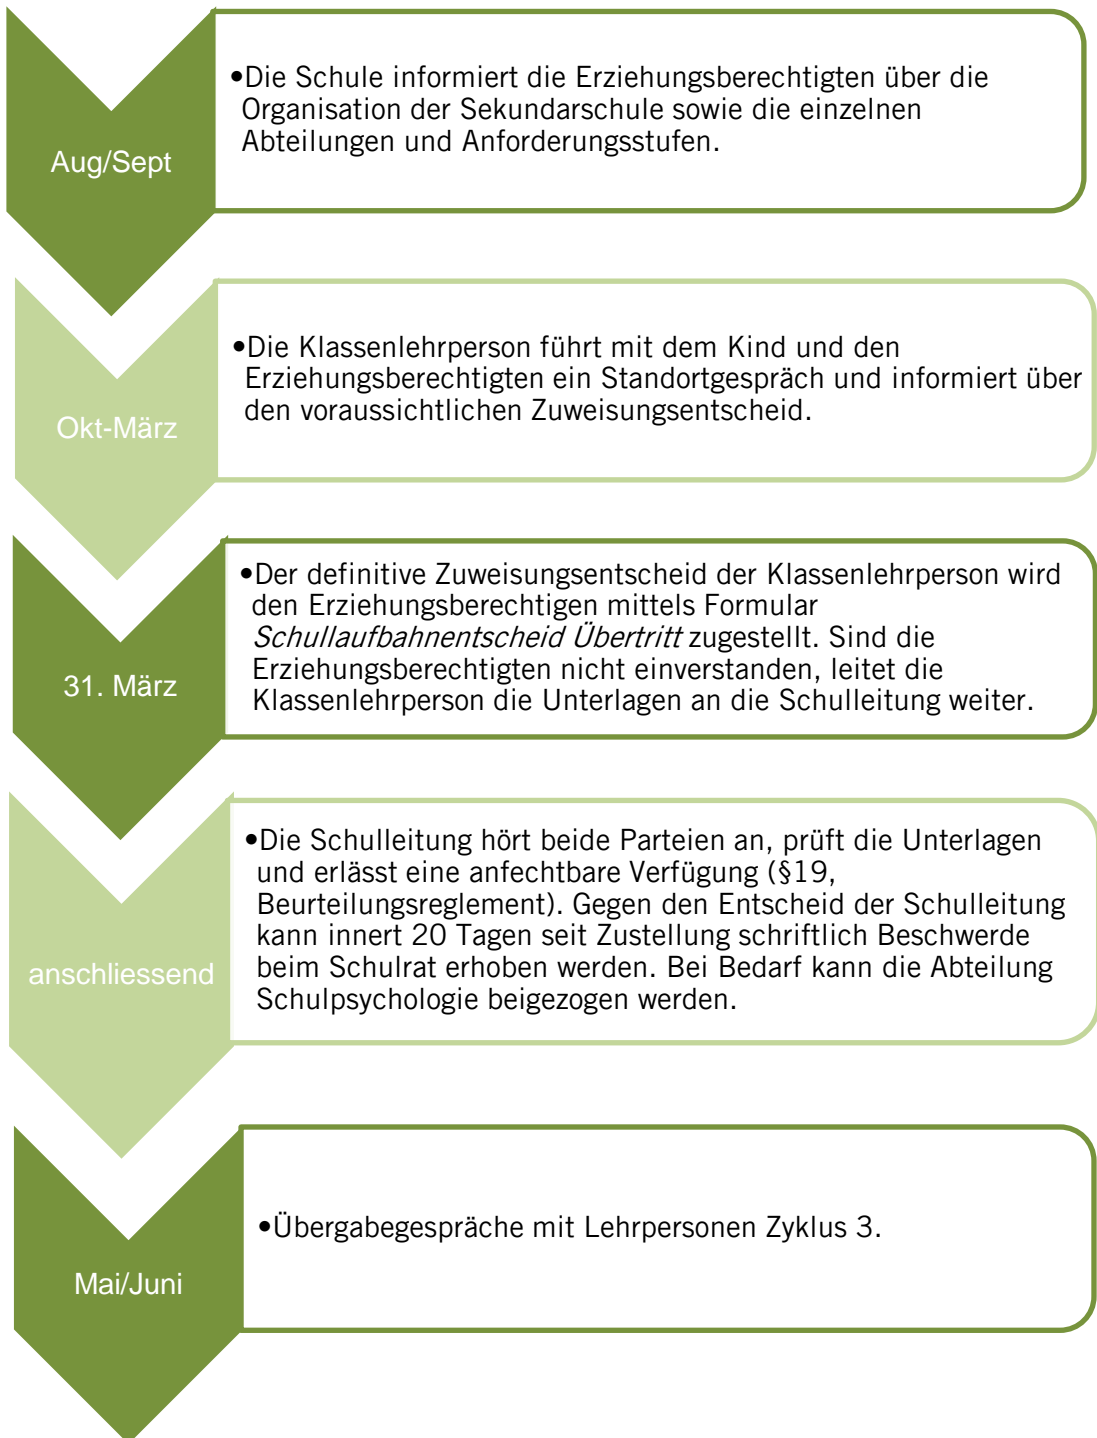 Aug/Sept
•Die Schule informiert die Erziehungsberechtigten über die
Organisation der Sekundarschule sowie die einzelnen
Abteilungen und Anforderungsstufen.
Okt-März
•Die Klassenlehrperson führt mit dem Kind und den
Erziehungsberechtigten ein Standortgespräch und informiert über
den voraussichtlichen Zuweisungsentscheid.
31. März
•Der definitive Zuweisungsentscheid der Klassenlehrperson wird
den Erziehungsberechtigen mittels Formular
Schullaufbahnentscheid Übertritt zugestellt. Sind die
Erziehungsberechtigten nicht einverstanden, leitet die
Klassenlehrperson die Unterlagen an die Schulleitung weiter.
anschliessend
•Die Schulleitung hört beide Parteien an, prüft die Unterlagen
und erlässt eine anfechtbare Verfügung (§19,
Beurteilungsreglement). Gegen den Entscheid der Schulleitung
kann innert 20 Tagen seit Zustellung schriftlich Beschwerde
beim Schulrat erhoben werden. Bei Bedarf kann die Abteilung
Schulpsychologie beigezogen werden.
Mai/Juni
•Übergabegespräche mit Lehrpersonen Zyklus 3.